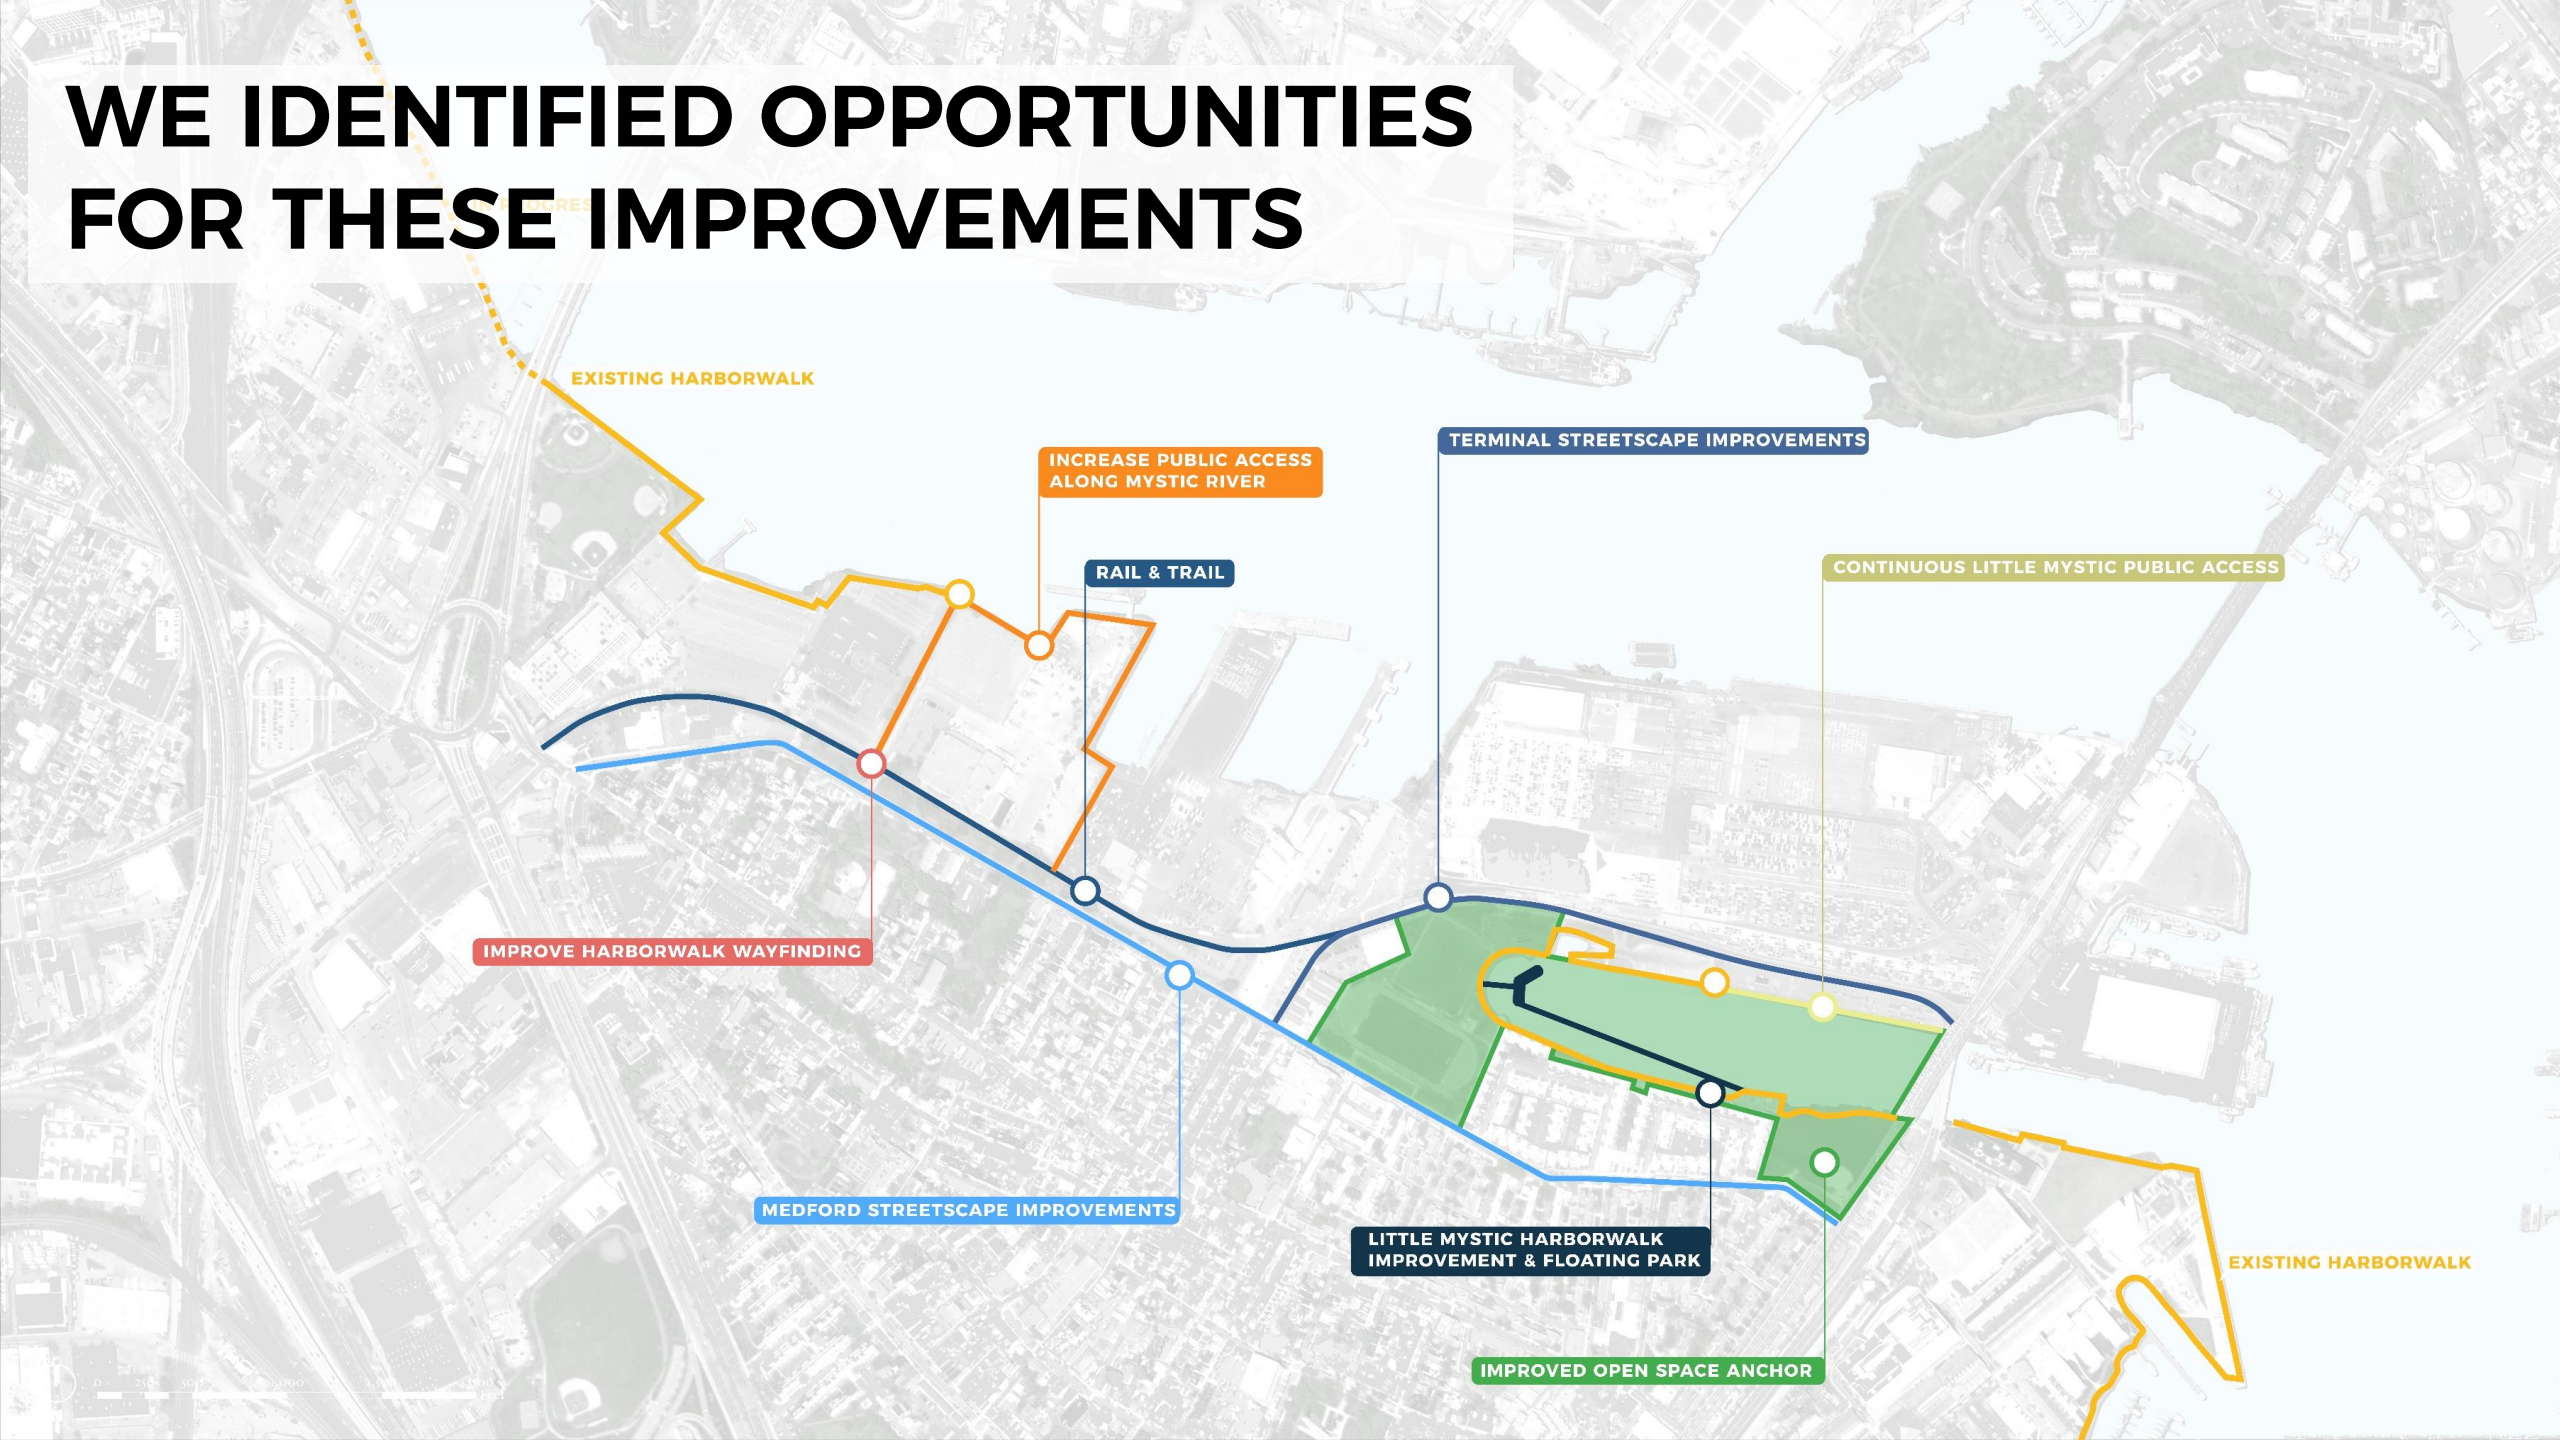 WE IDENTIFIED OPPORTUNITIES
FOR THESE IMPROVEMENTS
EXISTING HARBORWALK
TERMINAL STREETSCAPE IMPROVEMENTS
INCREASE PUBLIC ACCESS
ALONG MYSTIC RIVER
RAIL & TRAIL
CONTINUOUS LITTLE MYSTIC PUBLIC ACCESS
IMPROVE HARBORWALK WAYFINDING
MEDFORD STREETSCAPE IMPROVEMENTS
LITTLE MYSTIC HARBORWALK
IMPROVEMENT & FLOATING PARK
EXISTING HARBORWALK
IMPROVED OPEN SPACE ANCHOR